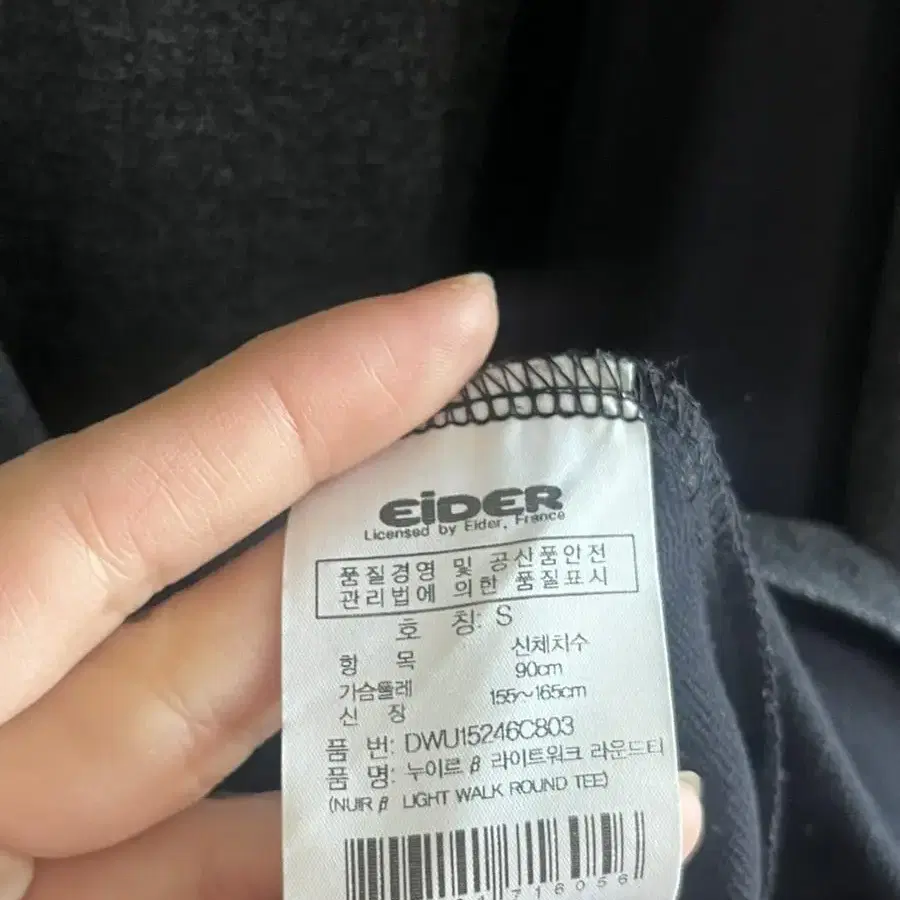 EiDER
Licensed by Eider, France
품질경영 및 공산품안전
관리법에 의한 품질표시
호 칭: S
항 목 신체치수
가슴둘레 90cm
신 장 155~165cm
품 번: DWU15246C803
품 명: 누이르 β 라이트워크 라운드티
(NUIR β LIGHT WALK ROUND TEE)
716056